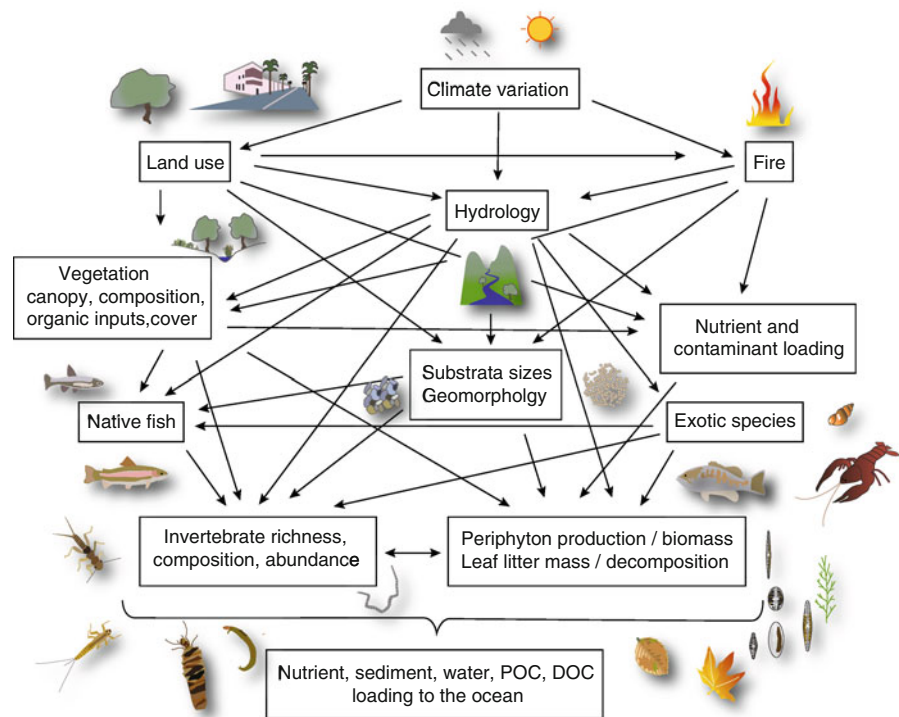 Climate variation
Land use
Fire
Hydrology
Vegetation
canopy, composition,
organic inputs,cover
Nutrient and
contaminant loading
Substrata sizes
Geomorpholgy
Native fish
Exotic species
Invertebrate richness,
composition, abundance
Periphyton production / biomass
Leaf litter mass / decomposition
Nutrient, sediment, water, POC, DOC
loading to the ocean